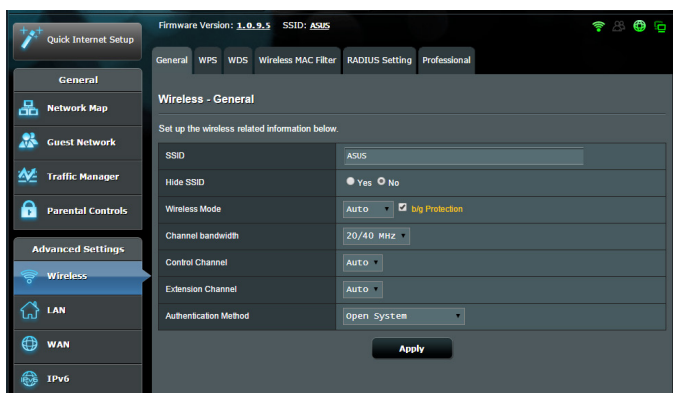 Quick Internet Setup
General
Network Map
Guest Network
Traffic Manager
Parental Controls
Advanced Settings
Wireless
LAN
WAN
IPv6
Firmware Version: 1.0.9.5 SSID: ASUS
General WPS WDS Wireless MAC Filter RADIUS Setting Professional
Wireless - General
Set up the wireless related information below.
SSID ASUS
Hide SSID Yes No
Wireless Mode Auto b/g Protection
Channel bandwidth 20/40 MHz
Control Channel Auto
Extension Channel Auto
Authentication Method Open System
Apply